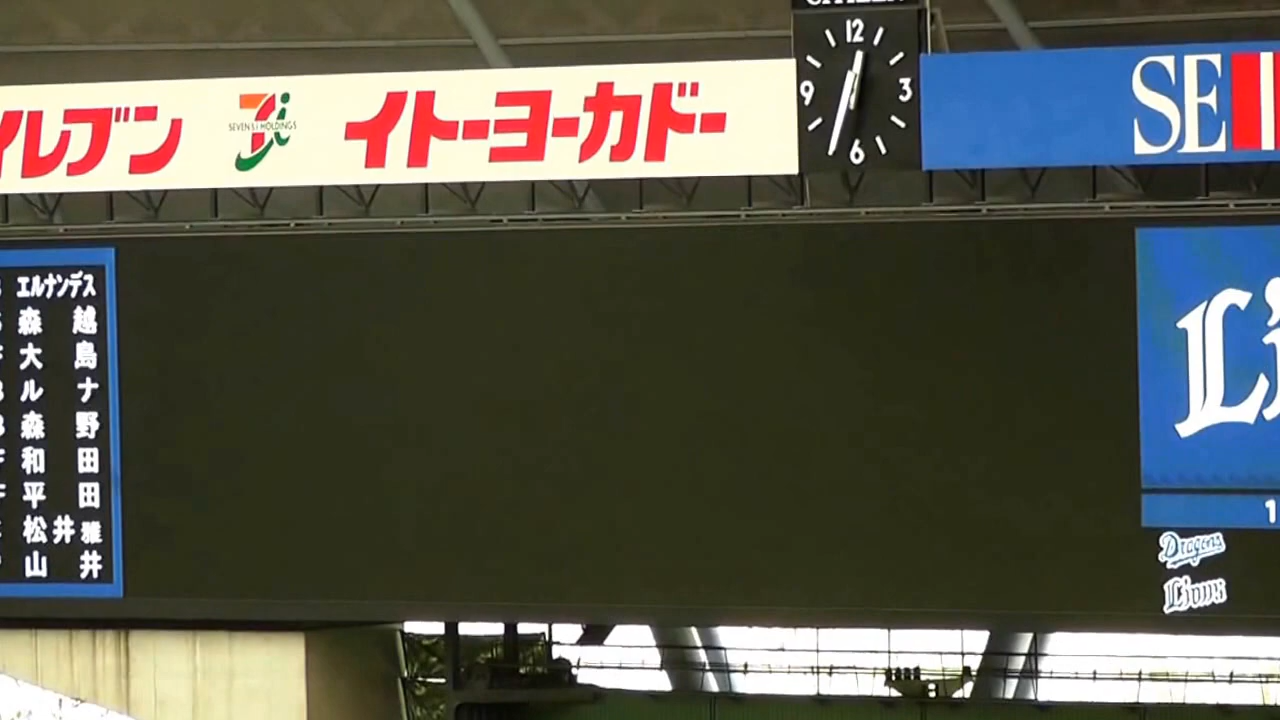 CITIZEN
12
3
6
9
イレブン
SEVEN & i HOLDINGS
イトーヨーカドー
SE
エルナンデス
森 越
大 島
ル ナ
森 野
和 田
平 田
松井雅
山 井
1
Dragons
Lions